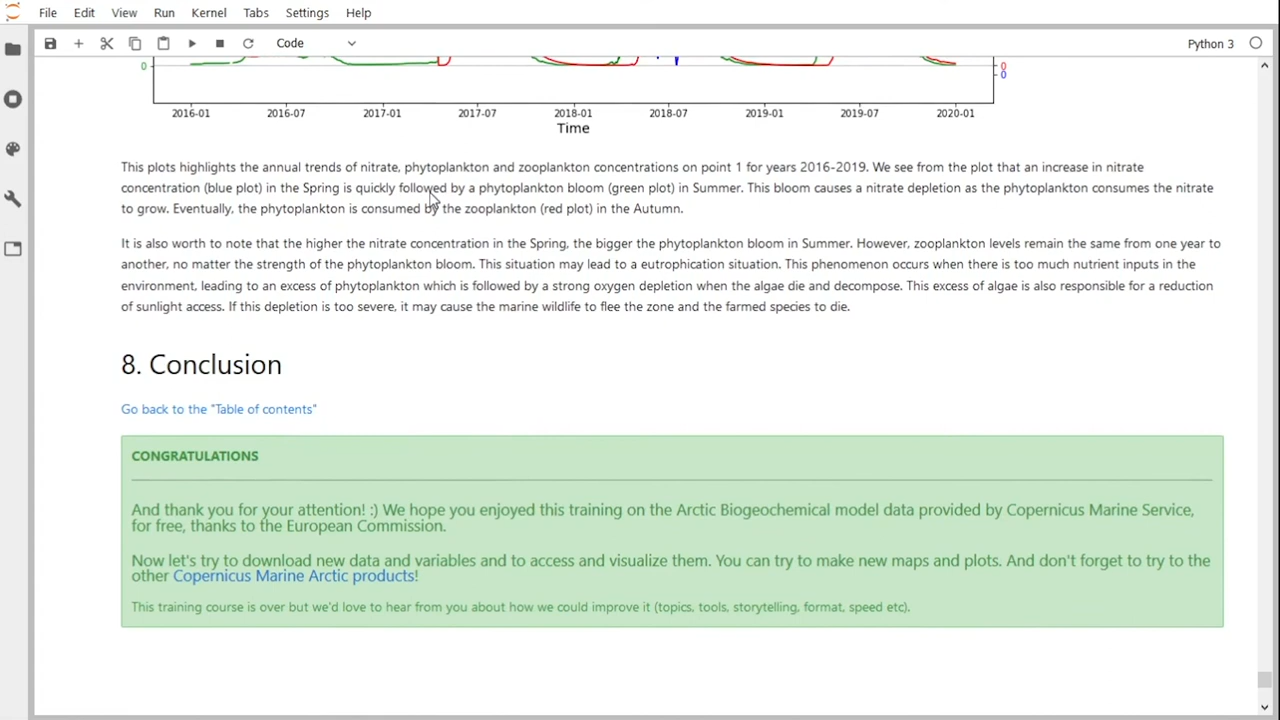 File Edit View Run Kernel Tabs Settings Help
Code
Python 3
0
0
0
2016-01 2016-07 2017-01 2017-07 2018-01 2018-07 2019-01 2019-07 2020-01
Time
This plots highlights the annual trends of nitrate, phytoplankton and zooplankton concentrations on point 1 for years 2016-2019. We see from the plot that an increase in nitrate
concentration (blue plot) in the Spring is quickly followed by a phytoplankton bloom (green plot) in Summer. This bloom causes a nitrate depletion as the phytoplankton consumes the nitrate
to grow. Eventually, the phytoplankton is consumed by the zooplankton (red plot) in the Autumn.
It is also worth to note that the higher the nitrate concentration in the Spring, the bigger the phytoplankton bloom in Summer. However, zooplankton levels remain the same from one year to
another, no matter the strength of the phytoplankton bloom. This situation may lead to a eutrophication situation. This phenomenon occurs when there is too much nutrient inputs in the
environment, leading to an excess of phytoplankton which is followed by a strong oxygen depletion when the algae die and decompose. This excess of algae is also responsible for a reduction
of sunlight access. If this depletion is too severe, it may cause the marine wildlife to flee the zone and the farmed species to die.
8. Conclusion
Go back to the "Table of contents"
CONGRATULATIONS
And thank you for your attention! :) We hope you enjoyed this training on the Arctic Biogeochemical model data provided by Copernicus Marine Service,
for free, thanks to the European Commission.
Now let's try to download new data and variables and to access and visualize them. You can try to make new maps and plots. And don't forget to try to the
other Copernicus Marine Arctic products!
This training course is over but we'd love to hear from you about how we could improve it (topics, tools, storytelling, format, speed etc).